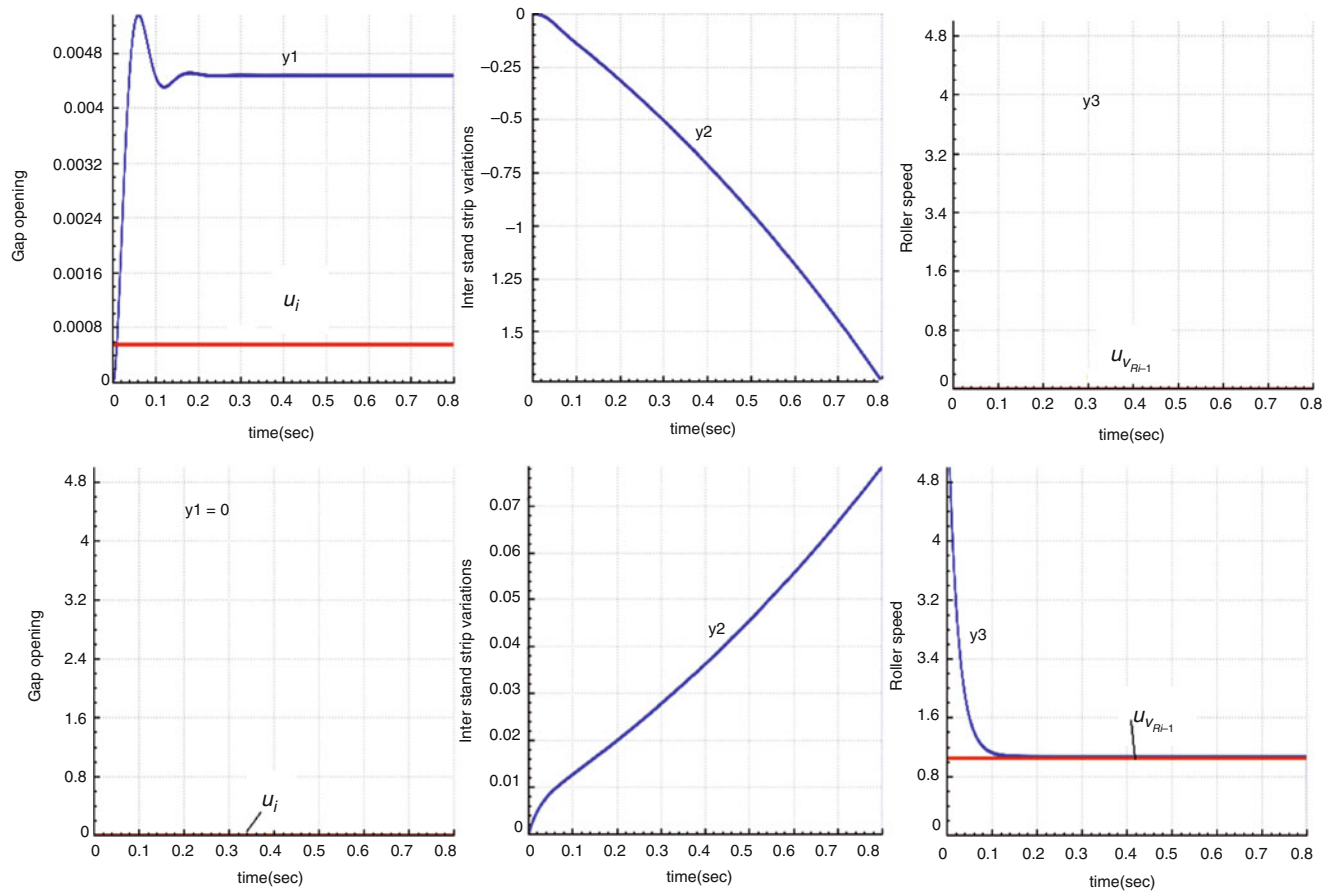 0.0048
0.004
0.0032
0.0024
0.0016
0.0008
0
Gap opening
y1
u_i
0 0.1 0.2 0.3 0.4 0.5 0.6 0.7 0.8
time(sec)
0
–0.25
–0.5
–0.75
–1
1.25
1.5
Inter stand strip variations
y2
0 0.1 0.2 0.3 0.4 0.5 0.6 0.7 0.8
time(sec)
4.8
4
3.2
3.4
1.6
0.8
0
Roller speed
y3
u_{v_{Ri–1}}
0 0.1 0.2 0.3 0.4 0.5 0.6 0.7 0.8
time(sec)
4.8
4
3.2
2.4
1.6
0.8
0
Gap opening
y1 = 0
u_i
0 0.1 0.2 0.3 0.4 0.5 0.6 0.7 0.8
time(sec)
0.07
0.06
0.05
0.04
0.03
0.02
0.01
0
Inter stand strip variations
y2
0 0.1 0.2 0.3 0.4 0.5 0.6 0.7 0.8
time(sec)
4.8
4
3.2
3.4
1.6
0.8
0
Roller speed
y3
u_{v_{Ri–1}}
0 0.1 0.2 0.3 0.4 0.5 0.6 0.7 0.8
time(sec)